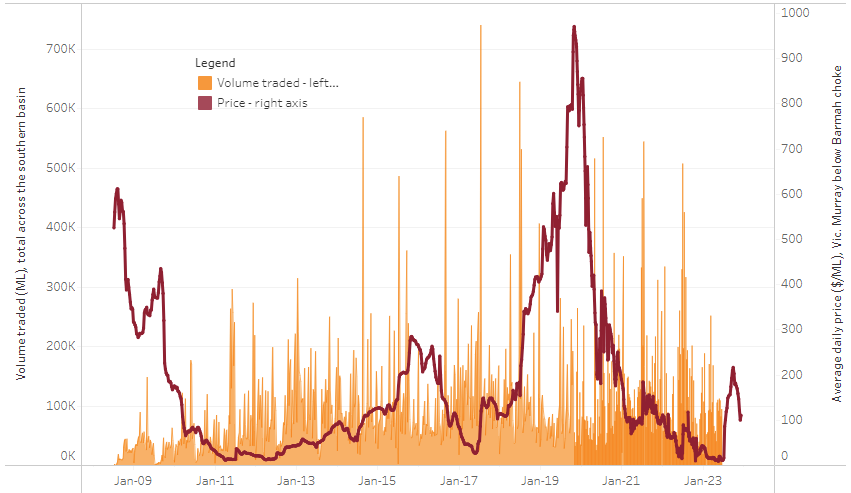 Volume traded (ML), total across the southern basin
700K
600K
500K
400K
300K
200K
100K
0K
Legend
Volume traded - left...
Price - right axis
1000
900
800
700
600
500
400
300
200
100
0
Average daily price ($/ML), Vic. Murray below Barmah choke
Jan-09
Jan-11
Jan-13
Jan-15
Jan-17
Jan-19
Jan-21
Jan-23